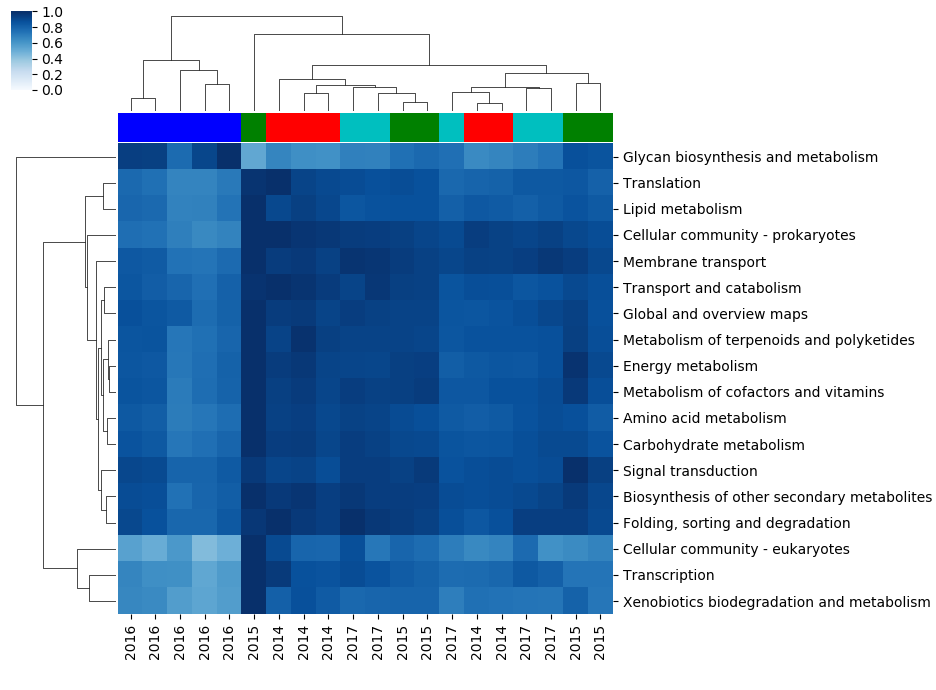 1.0
0.8
0.6
0.4
0.2
0.0
Glycan biosynthesis and metabolism
Translation
Lipid metabolism
Cellular community - prokaryotes
Membrane transport
Transport and catabolism
Global and overview maps
Metabolism of terpenoids and polyketides
Energy metabolism
Metabolism of cofactors and vitamins
Amino acid metabolism
Carbohydrate metabolism
Signal transduction
Biosynthesis of other secondary metabolites
Folding, sorting and degradation
Cellular community - eukaryotes
Transcription
Xenobiotics biodegradation and metabolism
2016
2016
2016
2016
2016
2015
2014
2014
2014
2017
2017
2015
2015
2017
2014
2014
2017
2017
2015
2015